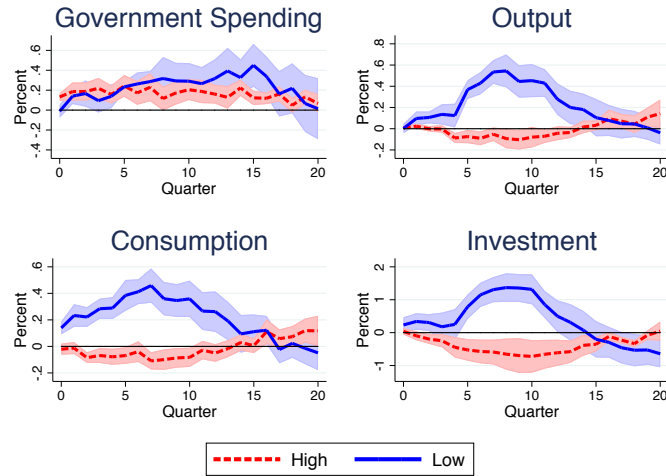 Government Spending
Output
Percent
.6
.4
.2
0
-.2
-.4
0
5
10
15
20
Quarter
Percent
.8
.6
.4
.2
0
-.2
0
5
10
15
20
Quarter
Consumption
Investment
Percent
.6
.4
.2
0
-.2
0
5
10
15
20
Quarter
Percent
2
1
0
-1
0
5
10
15
20
Quarter
High
Low